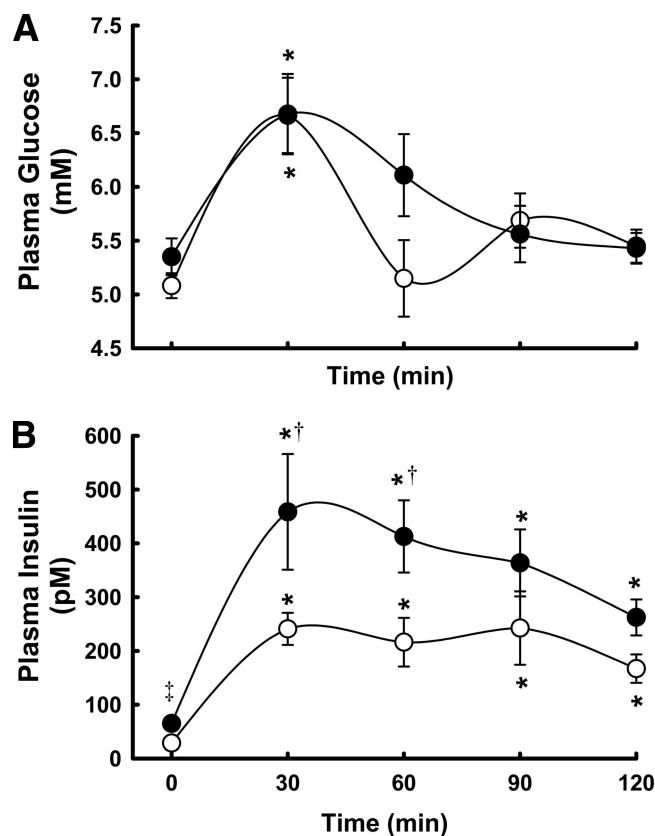 A
Plasma Glucose
(mM)
7.5
7.0
6.5
6.0
5.5
5.0
4.5
*
*
Time (min)
B
Plasma Insulin
(pM)
600
500
400
300
200
100
0
‡
*†
*†
*
*
*
*
*
*
0 30 60 90 120
Time (min)